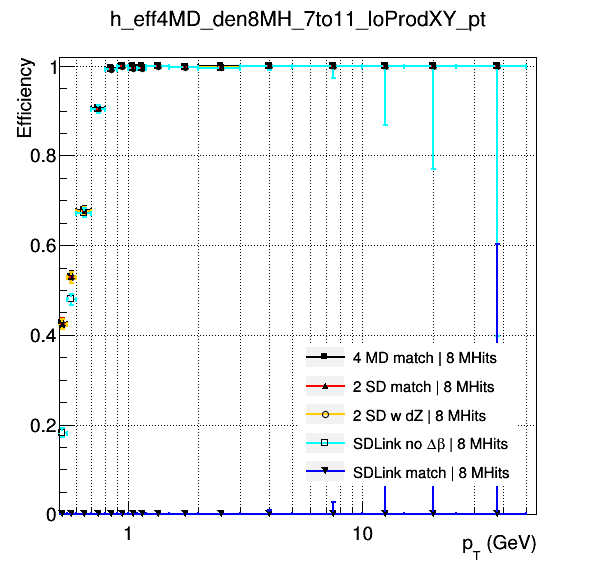 h_eff4MD_den8MH_7to11_loProdXY_pt
Efficiency
1
0.8
0.6
0.4
0.2
0
4 MD match | 8 MHits
2 SD match | 8 MHits
2 SD w dZ | 8 MHits
SDLink no Δβ | 8 MHits
SDLink match | 8 MHits
1 10
p_T (GeV)